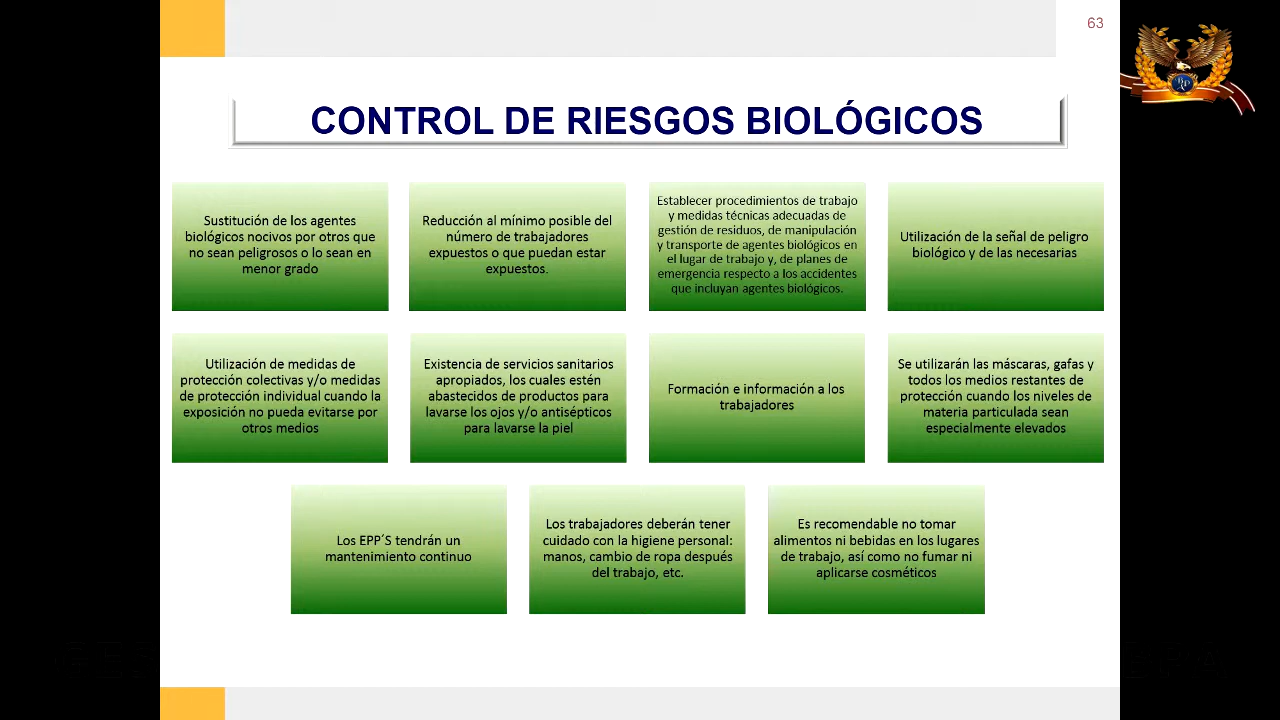 63
CONTROL DE RIESGOS BIOLÓGICOS
Sustitución de los agentes
biológicos nocivos por otros que
no sean peligrosos o lo sean en
menor grado
Reducción al mínimo posible del
número de trabajadores
expuestos o que puedan estar
expuestos.
Establecer procedimientos de trabajo
y medidas técnicas adecuadas de
gestión de residuos, de manipulación
y transporte de agentes biológicos en
el lugar de trabajo y, de planes de
emergencia respecto a los accidentes
que incluyan agentes biológicos.
Utilización de la señal de peligro
biológico y de las necesarias
Utilización de medidas de
protección colectivas y/o medidas
de protección individual cuando la
exposición no pueda evitarse por
otros medios
Existencia de servicios sanitarios
apropiados, los cuales estén
abastecidos de productos para
lavarse los ojos y/o antisépticos
para lavarse la piel
Formación e información a los
trabajadores
Se utilizarán las máscaras, gafas y
todos los medios restantes de
protección cuando los niveles de
materia particulada sean
especialmente elevados
Los EPP´S tendrán un
mantenimiento continuo
Los trabajadores deberán tener
cuidado con la higiene personal:
manos, cambio de ropa después
del trabajo, etc.
Es recomendable no tomar
alimentos ni bebidas en los lugares
de trabajo, así como no fumar ni
aplicarse cosméticos